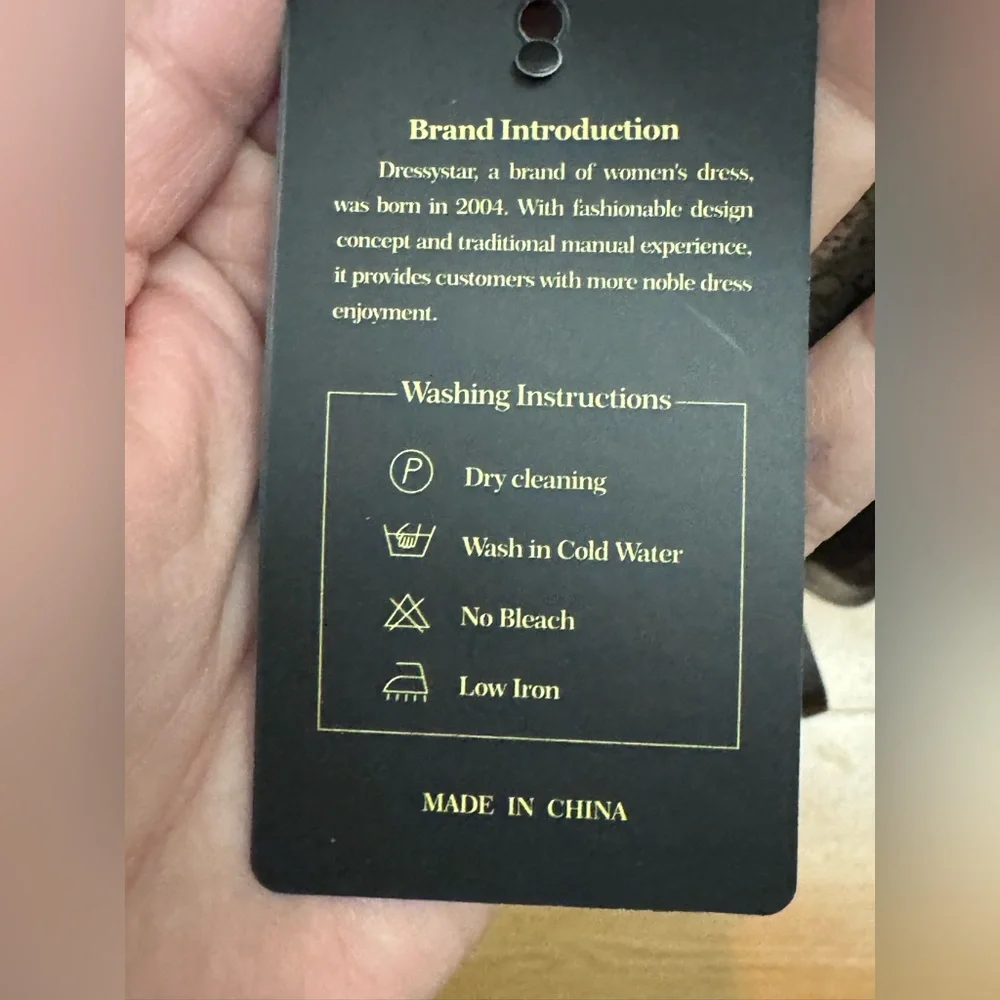 Brand Introduction
Dressystar, a brand of women's dress,
was born in 2004. With fashionable design
concept and traditional manual experience,
it provides customers with more noble dress
enjoyment.
Washing Instructions
P Dry cleaning
Wash in Cold Water
No Bleach
Low Iron
MADE IN CHINA